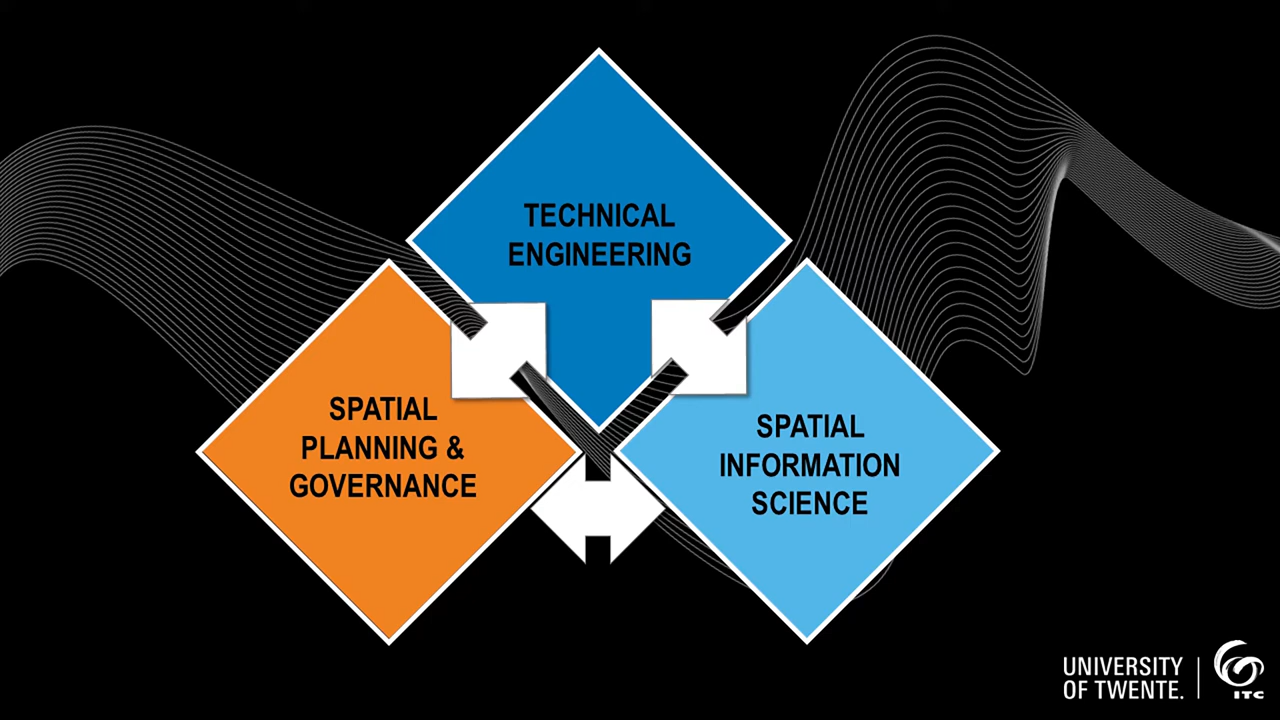 TECHNICAL
ENGINEERING
SPATIAL
PLANNING &
GOVERNANCE
SPATIAL
INFORMATION
SCIENCE
UNIVERSITY
OF TWENTE.
ITC